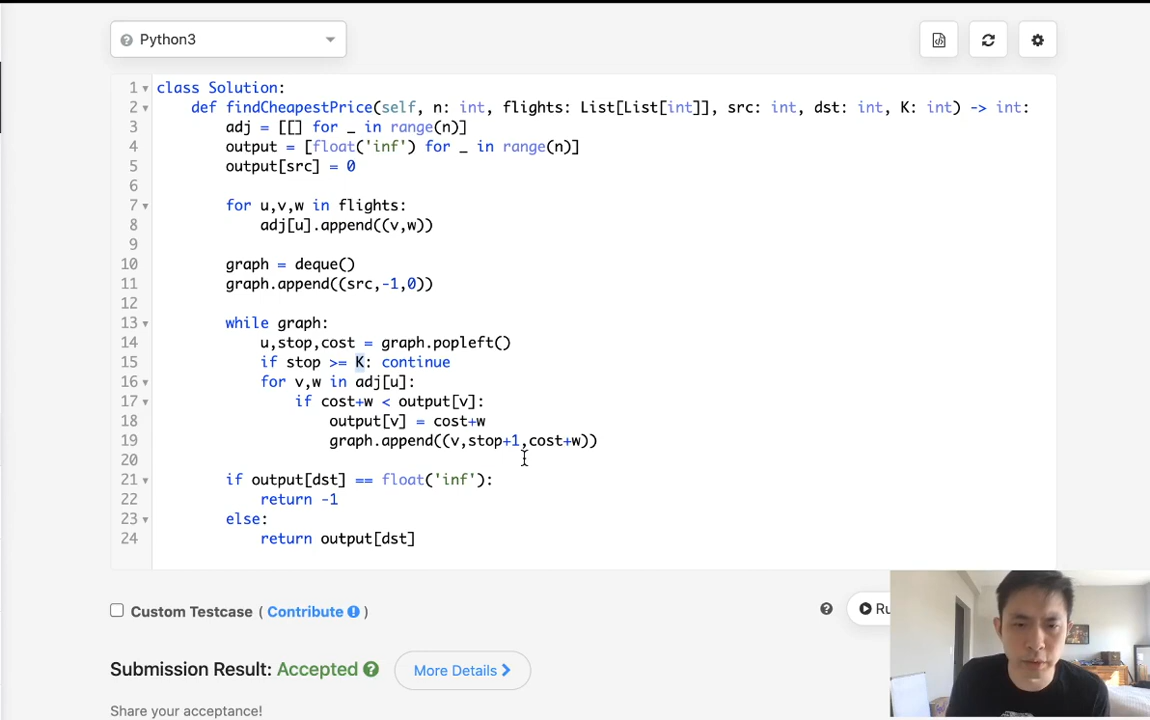 Python3
1 class Solution:
2 def findCheapestPrice(self, n: int, flights: List[List[int]], src: int, dst: int, K: int) -> int:
3 adj = [[] for _ in range(n)]
4 output = [float('inf') for _ in range(n)]
5 output[src] = 0
6
7 for u,v,w in flights:
8 adj[u].append((v,w))
9
10 graph = deque()
11 graph.append((src,-1,0))
12
13 while graph:
14 u,stop,cost = graph.popleft()
15 if stop >= K: continue
16 for v,w in adj[u]:
17 if cost+w < output[v]:
18 output[v] = cost+w
19 graph.append((v,stop+1,cost+w))
20
21 if output[dst] == float('inf'):
22 return -1
23 else:
24 return output[dst]
Custom Testcase ( Contribute )
Ru
Submission Result: Accepted
More Details
Share your acceptance!